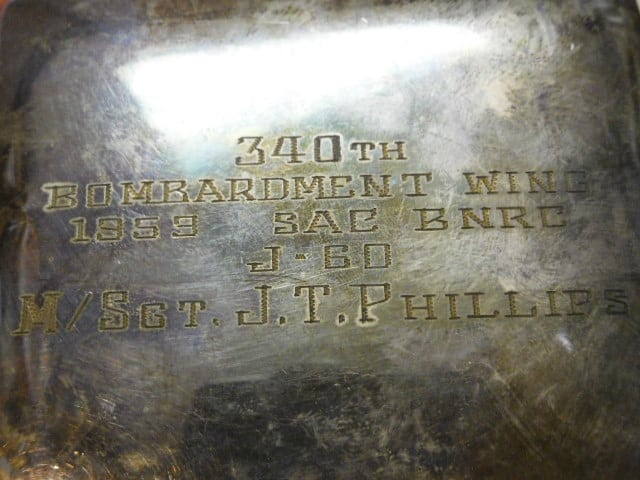 340TH
BOMBARDMENT WING
1959 SAC BNRC
J-60
M/SGT. J.T. PHILLIPS